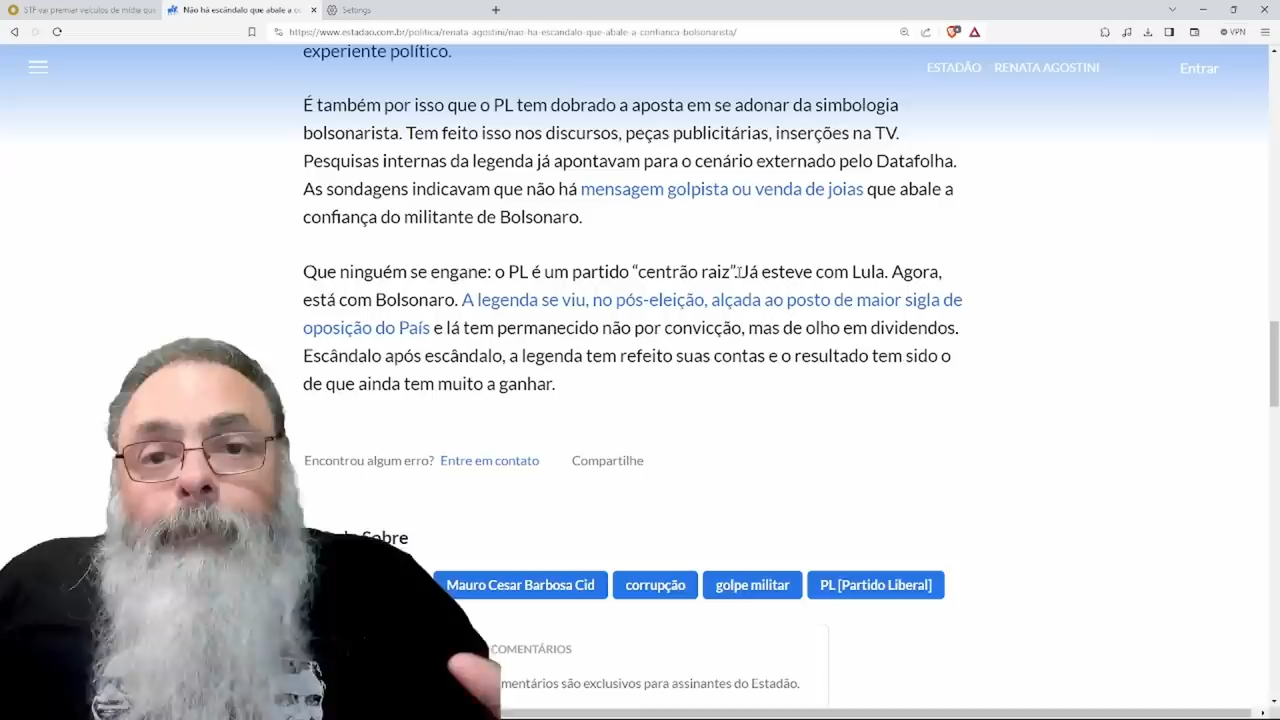 STF vai premiar veículos de mídia que
Não há escândalo que abale a co
Settings
https://www.estadao.com.br/politica/renata-agostini/nao-ha-escandalo-que-abale-a-confianca-bolsonarista/
VPN
experiente político.
ESTADÃO RENATA AGOSTINI
Entrar
É também por isso que o PL tem dobrado a aposta em se adonar da simbologia
bolsonarista. Tem feito isso nos discursos, peças publicitárias, inserções na TV.
Pesquisas internas da legenda já apontavam para o cenário externado pelo Datafolha.
As sondagens indicavam que não há mensagem golpista ou venda de joias que abale a
confiança do militante de Bolsonaro.
Que ninguém se engane: o PL é um partido “centrão raiz”. Já esteve com Lula. Agora,
está com Bolsonaro. A legenda se viu, no pós-eleição, alçada ao posto de maior sigla de
oposição do País e lá tem permanecido não por convicção, mas de olho em dividendos.
Escândalo após escândalo, a legenda tem refeito suas contas e o resultado tem sido o
de que ainda tem muito a ganhar.
Encontrou algum erro? Entre em contato
Compartilhe
Sobre
Mauro Cesar Barbosa Cid
corrupção
golpe militar
PL [Partido Liberal]
COMENTÁRIOS
mentários são exclusivos para assinantes do Estadão.